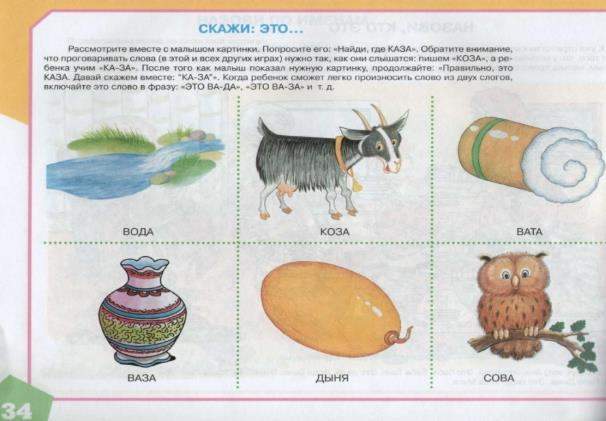 СКАЖИ: ЭТО...
Рассмотрите вместе с малышом картинки. Попросите его: «Найди, где КАЗА». Обратите внимание,
что проговаривать слова (в этой и всех других играх) нужно так, как они слышатся: пишем «КОЗА», а ре-
бенка учим «КА-ЗА». После того как малыш показал нужную картинку, продолжайте: «Правильно, это
КАЗА. Давай скажем вместе: "КА-ЗА"». Когда ребенок сможет легко произносить слово из двух слогов,
включайте это слово в фразу: «ЭТО ВА-ДА», «ЭТО ВА-ЗА» и т. д.
ВОДА КОЗА ВАТА
ВАЗА ДЫНЯ СОВА
34